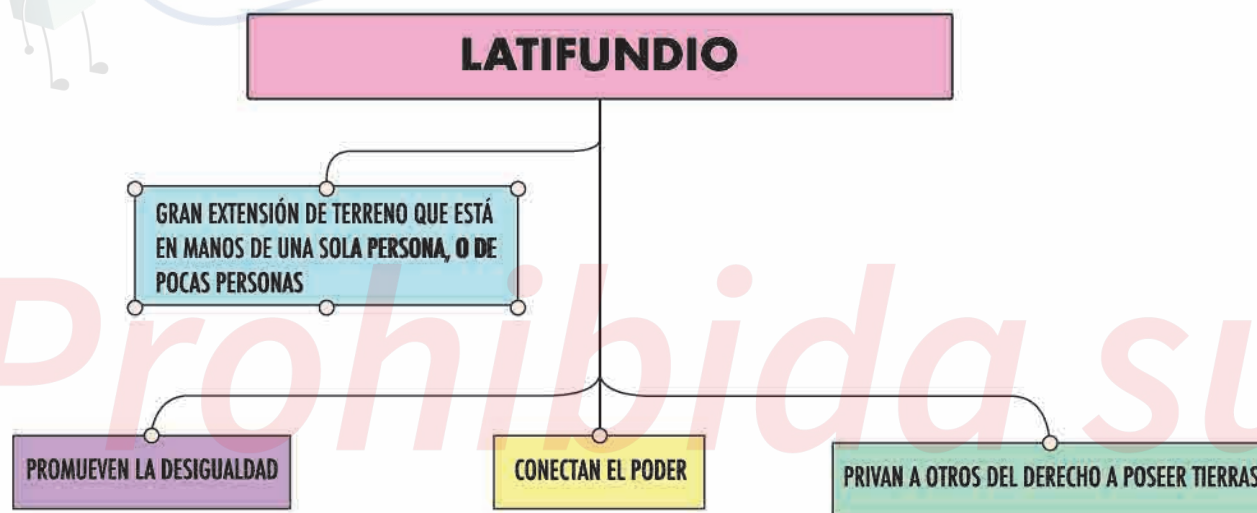 LATIFUNDIO
GRAN EXTENSIÓN DE TERRENO QUE ESTÁ
EN MANOS DE UNA SOLA PERSONA, O DE
POCAS PERSONAS
Prohibida su
PROMUEVEN LA DESIGUALDAD
CONECTAN EL PODER
PRIVAN A OTROS DEL DERECHO A POSEER TIERRAS